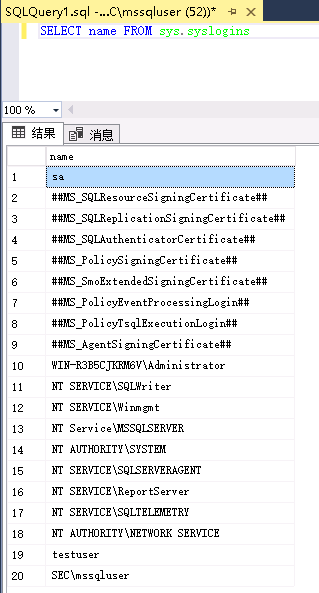 SQLQuery1.sql -...C\mssqluser (52))*
SELECT name FROM sys.syslogins
100 %
结果 消息
name
1 sa
2 ##MS_SQLResourceSigningCertificate##
3 ##MS_SQLReplicationSigningCertificate##
4 ##MS_SQLAuthenticatorCertificate##
5 ##MS_PolicySigningCertificate##
6 ##MS_SmoExtendedSigningCertificate##
7 ##MS_PolicyEventProcessingLogin##
8 ##MS_PolicyTsqlExecutionLogin##
9 ##MS_AgentSigningCertificate##
10 WIN-R3B5CJKRM6V\Administrator
11 NT SERVICE\SQLWriter
12 NT SERVICE\Winmgmt
13 NT Service\MSSQLSERVER
14 NT AUTHORITY\SYSTEM
15 NT SERVICE\SQLSERVERAGENT
16 NT SERVICE\ReportServer
17 NT SERVICE\SQLTELEMETRY
18 NT AUTHORITY\NETWORK SERVICE
19 testuser
20 SEC\mssqluser